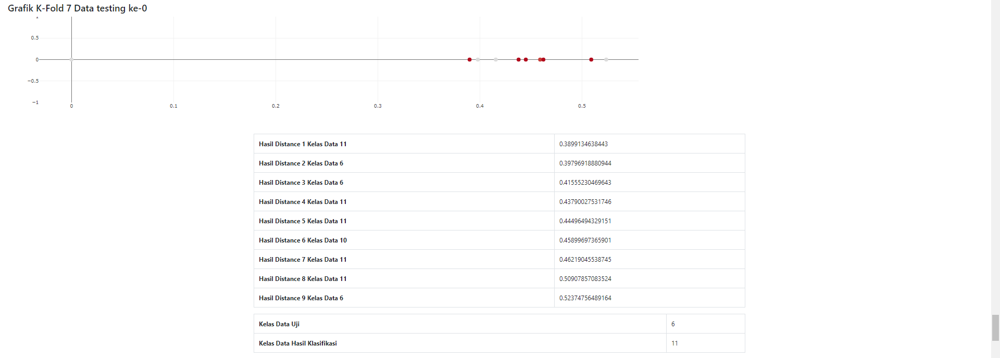 Grafik K-Fold 7 Data testing ke-0
1
0.5
0
−0.5
−1
0 0.1 0.2 0.3 0.4 0.5
Hasil Distance 1 Kelas Data 11 0.3899134638443
Hasil Distance 2 Kelas Data 6 0.39796918880944
Hasil Distance 3 Kelas Data 6 0.41555230469643
Hasil Distance 4 Kelas Data 11 0.43790027531746
Hasil Distance 5 Kelas Data 11 0.44496494329151
Hasil Distance 6 Kelas Data 10 0.45899697365901
Hasil Distance 7 Kelas Data 11 0.46219045538745
Hasil Distance 8 Kelas Data 11 0.50907857083524
Hasil Distance 9 Kelas Data 6 0.52374756489164
Kelas Data Uji 6
Kelas Data Hasil Klasifikasi 11